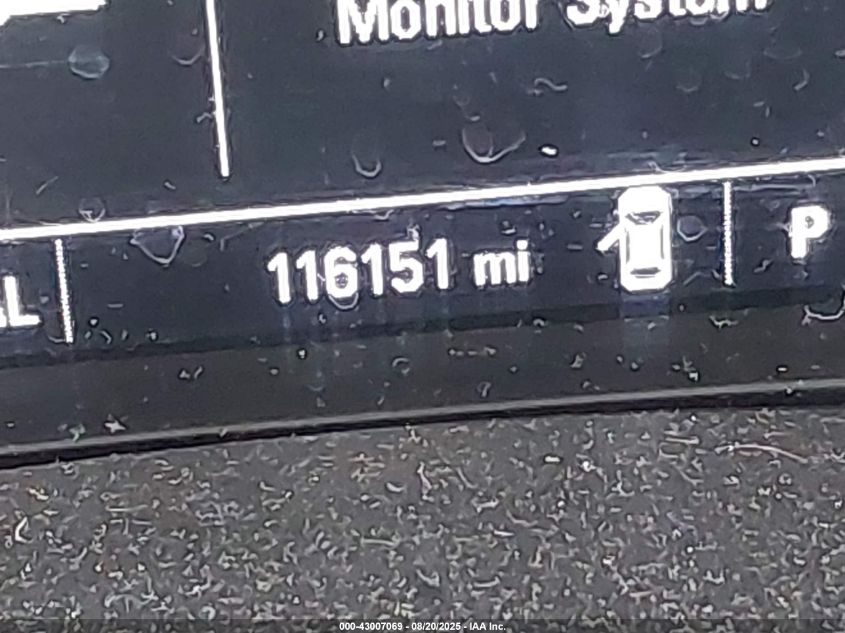 Monitor System
116151 mi
P
000-43007069 - 08/20/2025 - IAA Inc.